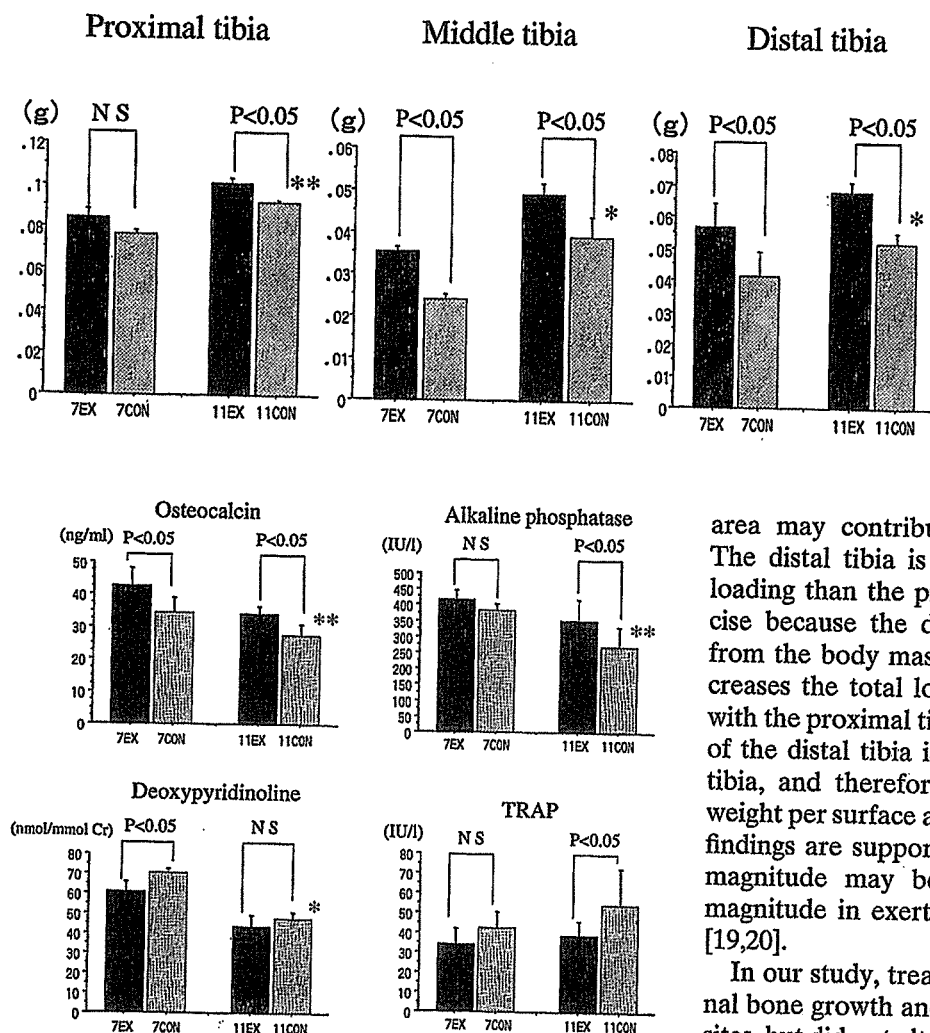 Proximal tibia
Middle tibia
Distal tibia
(g) N S P<0.05
.12
.1
.08
.06
.04
.02
0
**
7EX 7CON 11EX 11CON
(g) P<0.05 P<0.05
.06
.05
.04
.03
.02
.01
0
*
7EX 7CON 11EX 11CON
(g) P<0.05 P<0.05
.08
.07
.06
.05
.04
.03
.02
.01
0
*
7EX 7CON 11EX 11CON
Osteocalcin
(ng/ml) P<0.05 P<0.05
50
40
30
20
10
0
**
7EX 7CON 11EX 11CON
Alkaline phosphatase
(IU/l) N S P<0.05
500
450
400
350
300
250
200
150
100
50
0
**
7EX 7CON 11EX 11CON
Deoxypyridinoline
(nmol/mmol Cr) P<0.05 N S
80
70
60
50
40
30
20
10
0
*
7EX 7CON 11EX 11CON
TRAP
(IU/l) N S P<0.05
80
70
60
50
40
30
20
10
0
7EX 7CON 11EX 11CON
area may contribu
The distal tibia is
loading than the p
cise because the d
from the body mas
creases the total lo
with the proximal ti
of the distal tibia i
tibia, and therefor
weight per surface a
findings are suppor
magnitude may be
magnitude in exert
[19,20].
In our study, trea
nal bone growth an